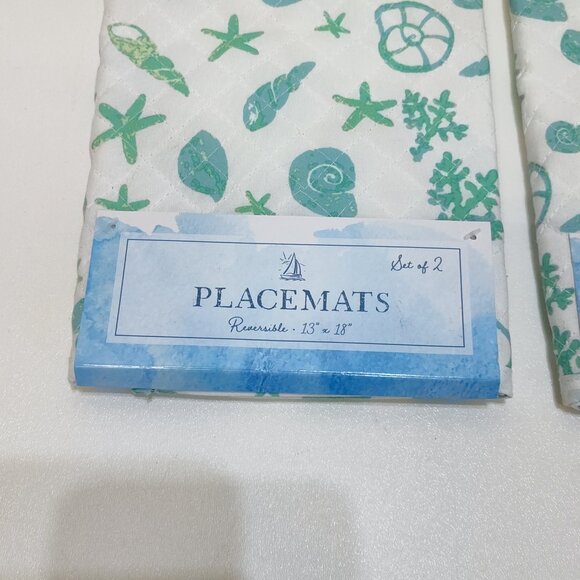 Set of 2
PLACEMATS
Reversible · 13" x 18"